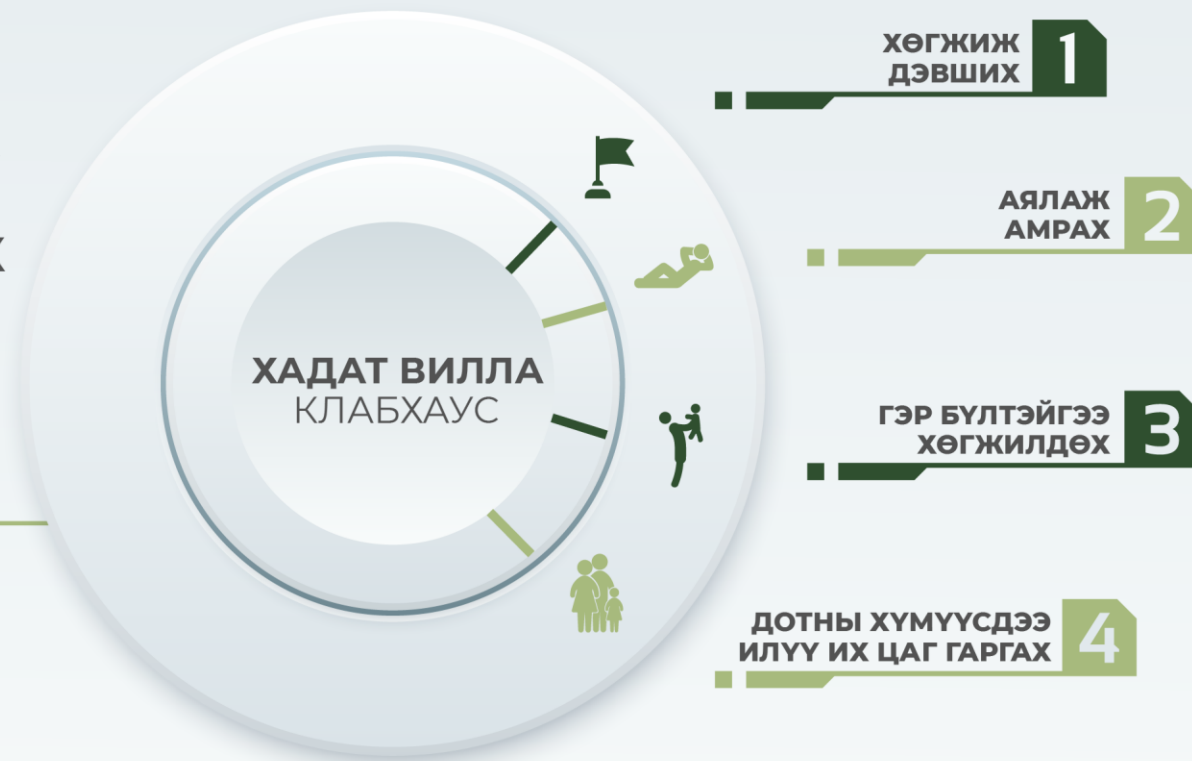 ХАДАТ ВИЛЛА
КЛАБХАУС
ХӨГЖИЖ
ДЭВШИХ
1
АЯЛАЖ
АМРАХ
2
ГЭР БҮЛТЭЙГЭЭ
ХӨГЖИЛДӨХ
3
ДОТНЫ ХҮМҮҮСДЭЭ
ИЛҮҮ ИХ ЦАГ ГАРГАХ
4